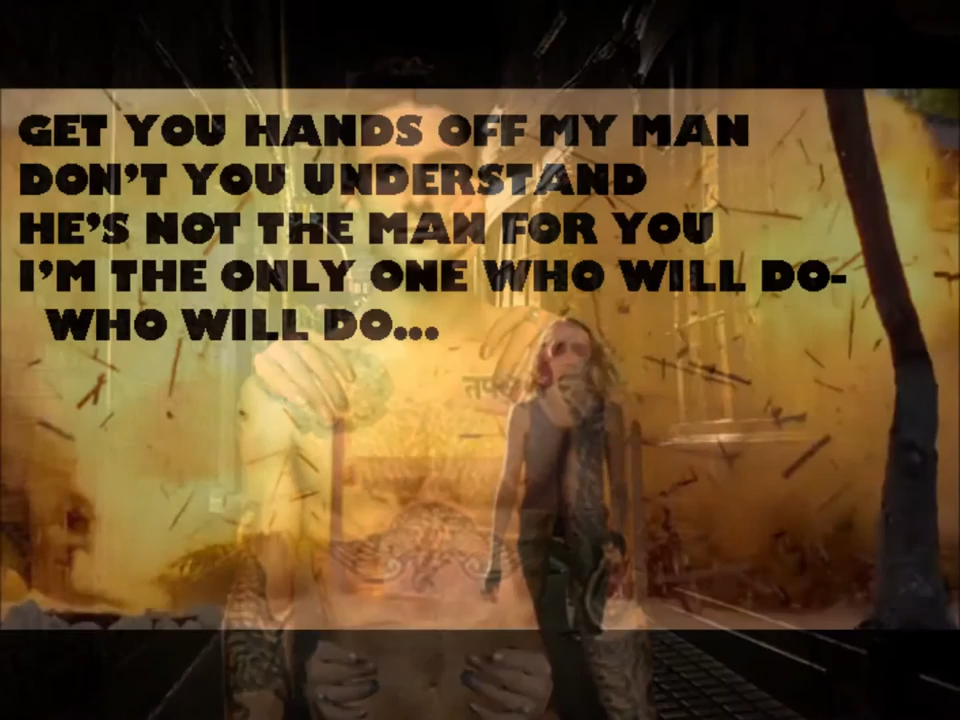 GET YOU HANDS OFF MY MAN
DON'T YOU UNDERSTAND
HE'S NOT THE MAN FOR YOU
I'M THE ONLY ONE WHO WILL DO-
WHO WILL DO...